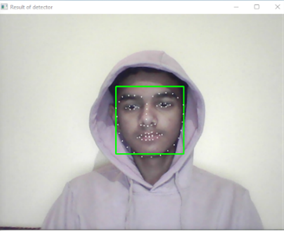 Result of detector